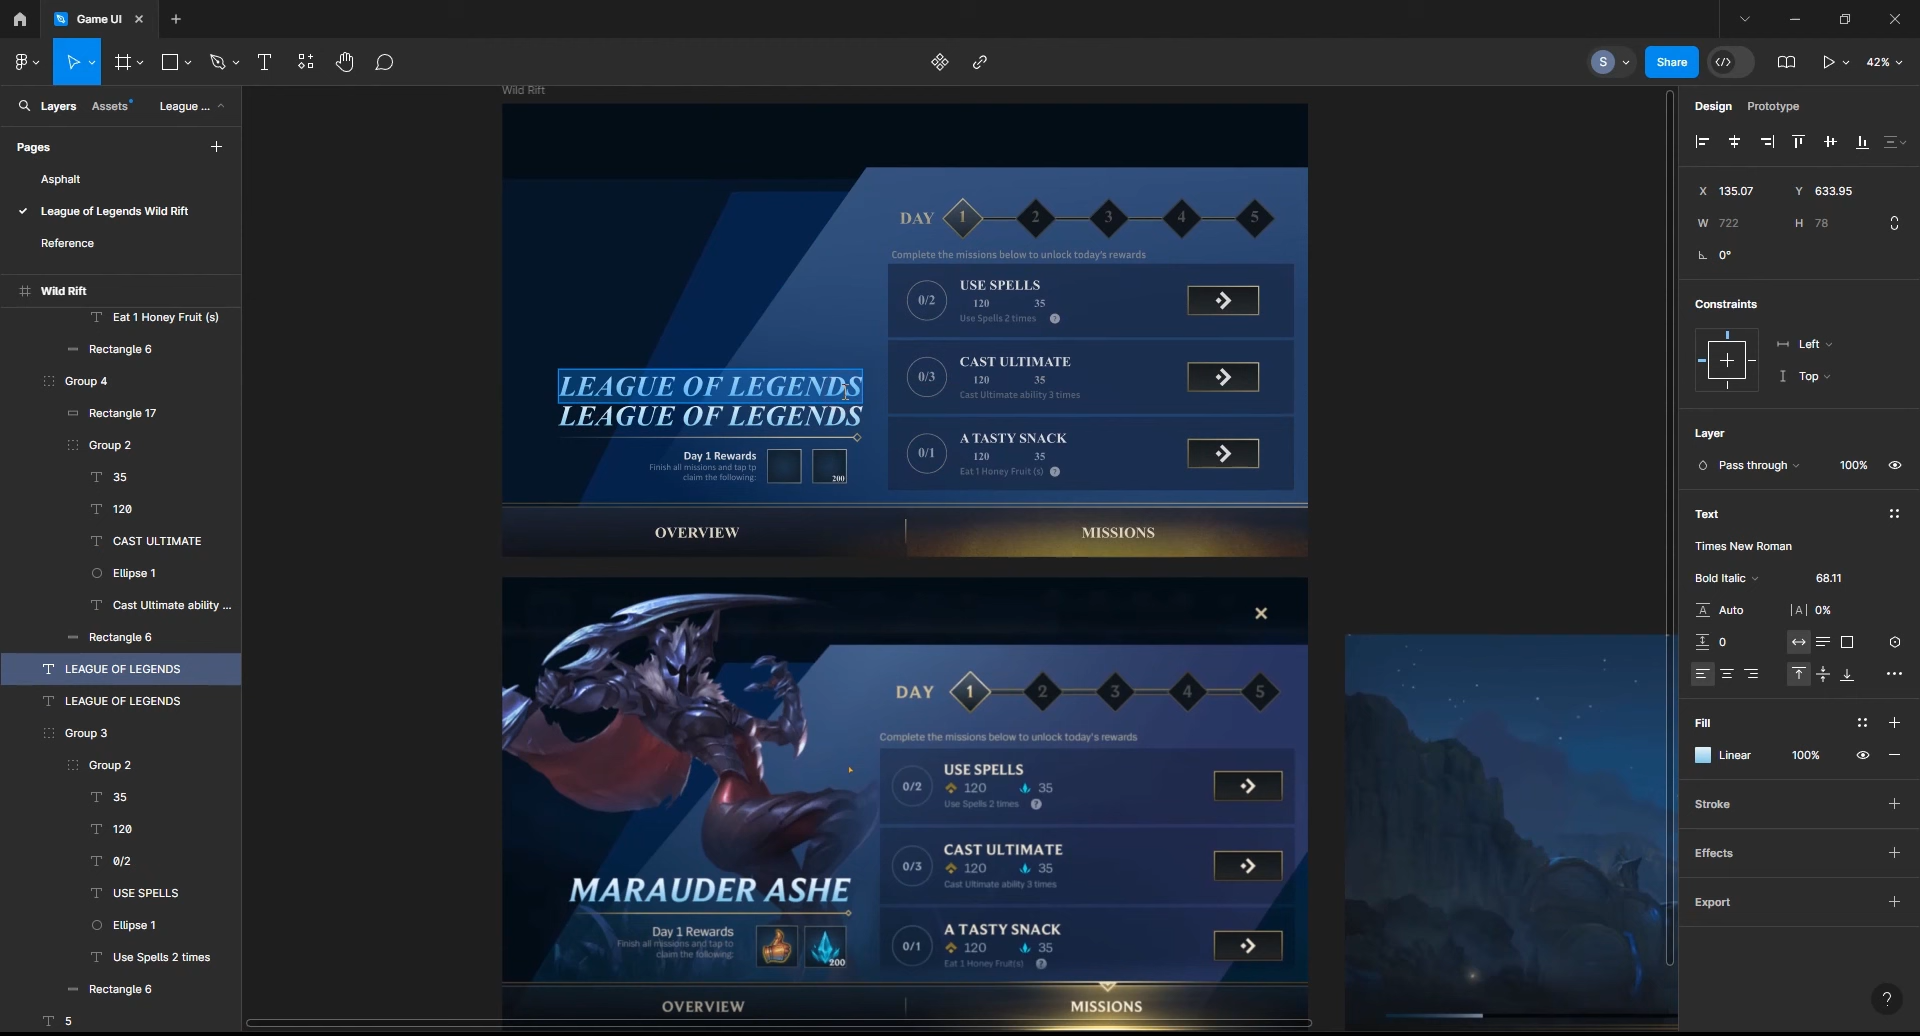 Game UI
S
Share
42%
Layers
Assets
League ...
Pages
Asphalt
League of Legends Wild Rift
Reference
Wild Rift
Eat 1 Honey Fruit (s)
Rectangle 6
Group 4
Rectangle 17
Group 2
35
120
CAST ULTIMATE
Ellipse 1
Cast Ultimate ability ...
Rectangle 6
LEAGUE OF LEGENDS
LEAGUE OF LEGENDS
Group 3
Group 2
35
120
0/2
USE SPELLS
Ellipse 1
Use Spells 2 times
Rectangle 6
5
Wild Rift
DAY 1 2 3 4 5
Complete the missions below to unlock today's rewards
0/2
USE SPELLS
120 35
Use Spells 2 times ?
0/3
CAST ULTIMATE
120 35
Cast Ultimate ability 3 times
0/1
A TASTY SNACK
120 35
Eat 1 Honey Fruit (s) ?
LEAGUE OF LEGENDS
LEAGUE OF LEGENDS
Day 1 Rewards
Finish all missions and tap tp
claim the following:
200
OVERVIEW
MISSIONS
DAY 1 2 3 4 5
Complete the missions below to unlock today's rewards
0/2
USE SPELLS
120 35
Use Spells 2 times ?
0/3
CAST ULTIMATE
120 35
Cast Ultimate ability 3 times
0/1
A TASTY SNACK
120 35
Eat 1 Honey Fruit(s) ?
MARAUDER ASHE
Day 1 Rewards
Finish all missions and tap to
claim the following:
200
OVERVIEW
MISSIONS
Design
Prototype
X 135.07
Y 633.95
W 722
H 78
0°
Constraints
Left
Top
Layer
Pass through
100%
Text
Times New Roman
Bold Italic
68.11
A Auto
|A| 0%
0
Fill
Linear
100%
Stroke
Effects
Export
?